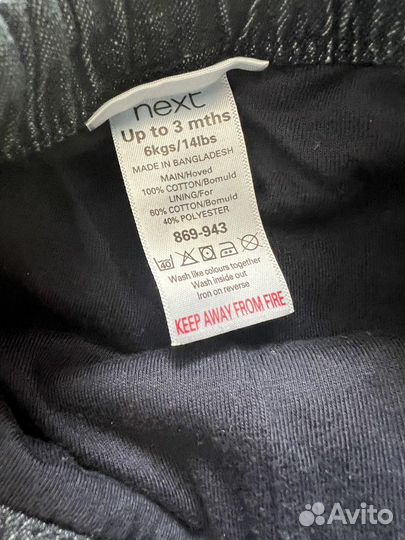 next
Up to 3 mths
6kgs/14lbs
MADE IN BANGLADESH
MAIN/Hoved
100% COTTON/Bomuld
LINING/For
60% COTTON/Bomuld
40% POLYESTER
869-943
40
Wash like colours together
Wash inside out
Iron on reverse
KEEP AWAY FROM FIRE
Avito